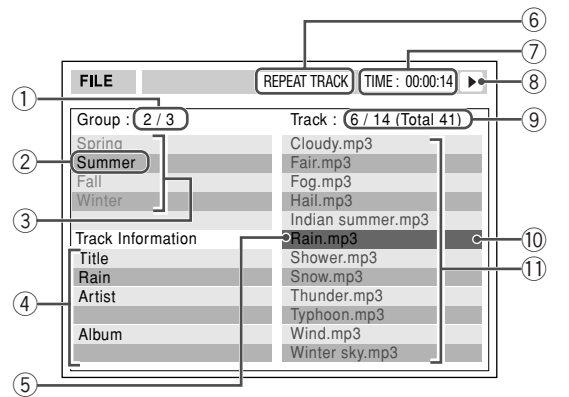 6
7
FILE REPEAT TRACK TIME : 00:00:14 8
1
Group : 2 / 3 Track : 6 / 14 (Total 41) 9
Spring Cloudy.mp3
2 Summer Fair.mp3
Fall Fog.mp3
Winter Hail.mp3
3 Indian summer.mp3
Track Information Rain.mp3 10
Title Shower.mp3 11
Rain Snow.mp3
4 Artist Thunder.mp3
Typhoon.mp3
Album Wind.mp3
Winter sky.mp3
5